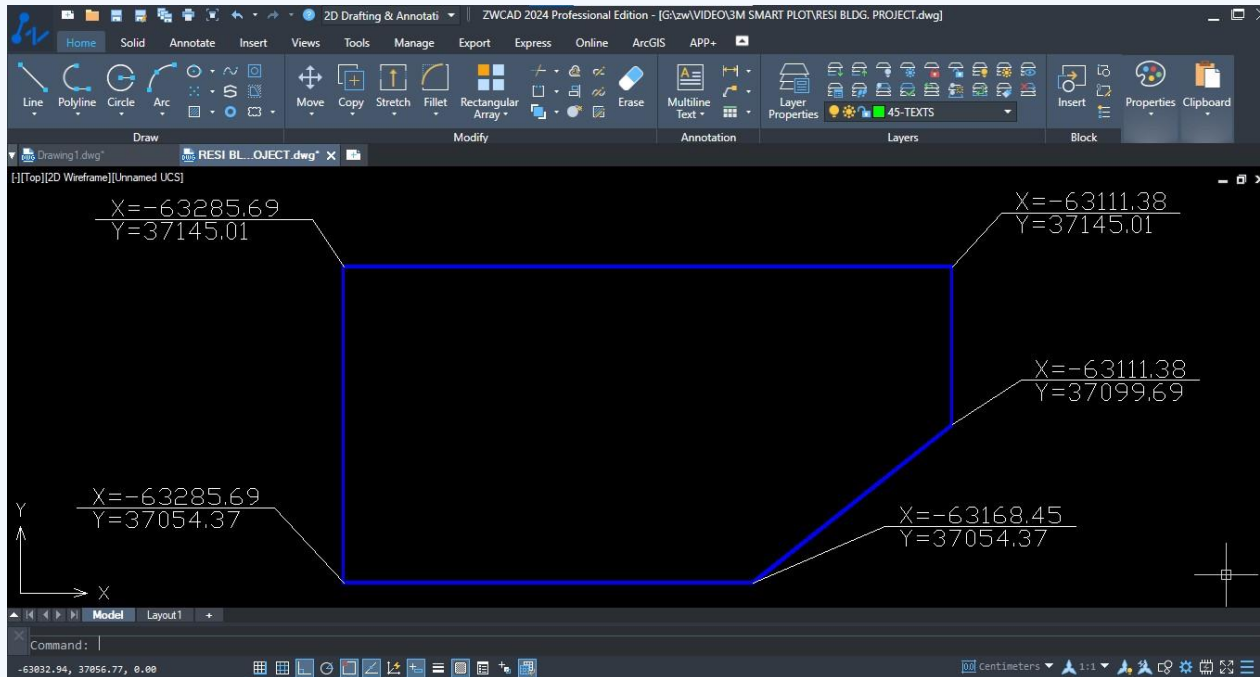 2D Drafting & Annotati
ZWCAD 2024 Professional Edition - [G:\zw\VIDEO\3M SMART PLOT\RESI BLDG. PROJECT.dwg]
Home Solid Annotate Insert Views Tools Manage Export Express Online ArcGIS APP+
Line Polyline Circle Arc Move Copy Stretch Fillet Rectangular Array Erase Multiline Text Layer Properties 45-TEXTS Insert Properties Clipboard
Draw Modify Annotation Layers Block
Drawing1.dwg* RESI BL...OJECT.dwg* X
[-][Top][2D Wireframe][Unnamed UCS]
X=-63285.69
Y=37145.01
X=-63111.38
Y=37145.01
X=-63111.38
Y=37099.69
X=-63285.69
Y=37054.37
X=-63168.45
Y=37054.37
Y
X
Model Layout1 +
Command:
-63032.94, 37056.77, 0.00 Centimeters 1:1